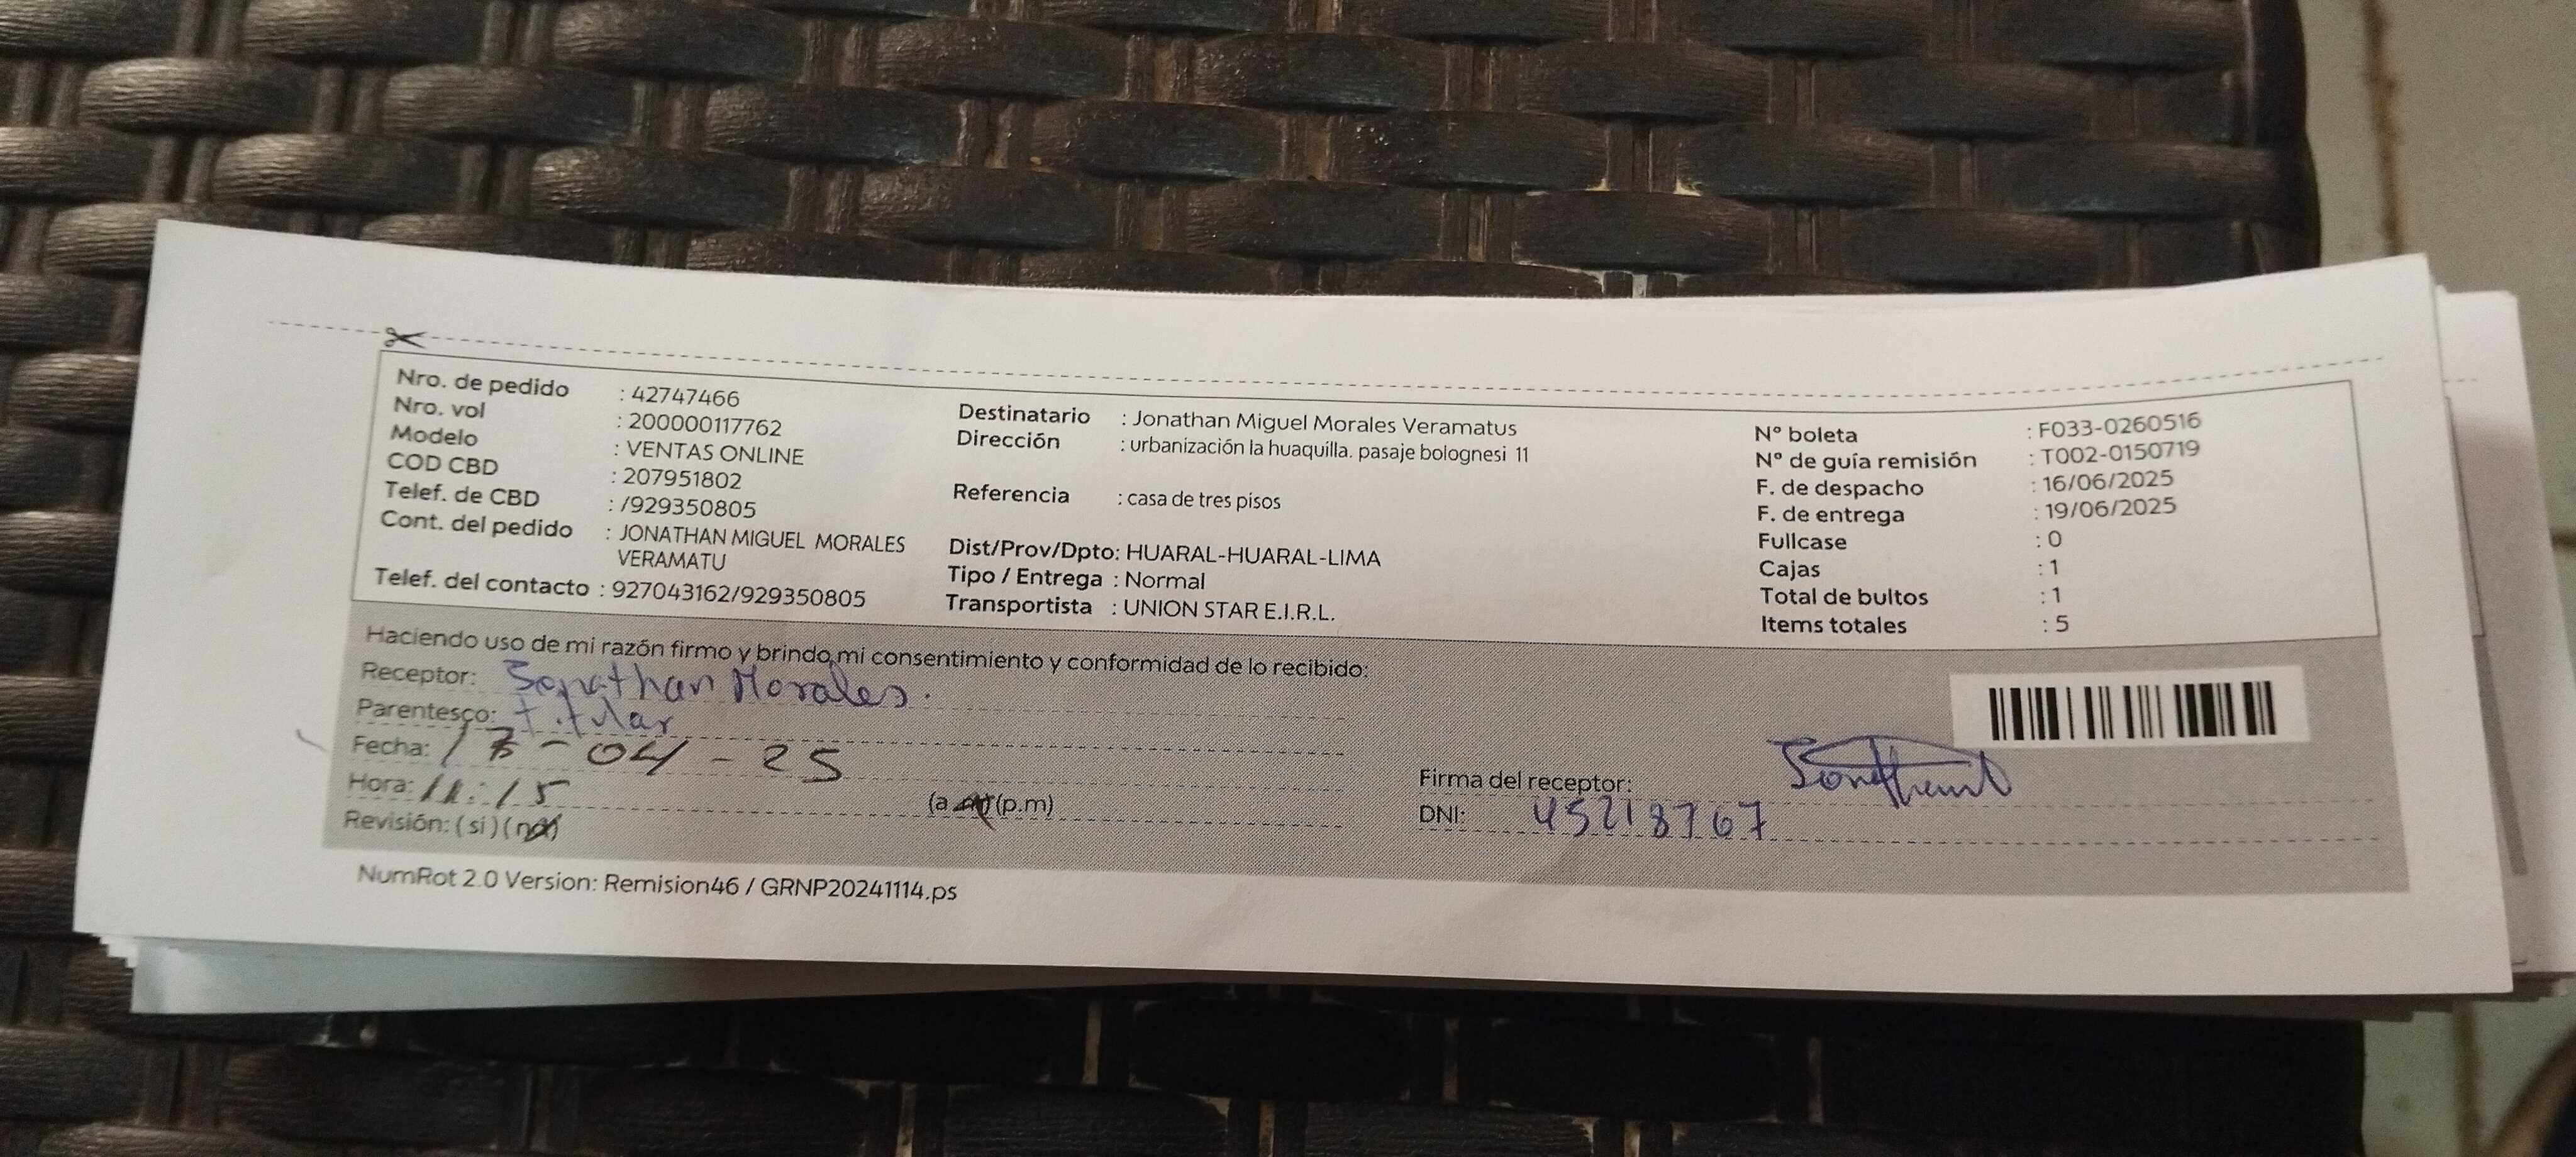 Nro. de pedido : 42747466
Nro. vol : 200000117762
Modelo : VENTAS ONLINE
COD CBD : 207951802
Telef. de CBD : /929350805
Cont. del pedido : JONATHAN MIGUEL MORALES
VERAMATU
Telef. del contacto : 927043162/929350805
Destinatario : Jonathan Miguel Morales Veramatus
Dirección : urbanización la huaquilla. pasaje bolognesi 11
Referencia : casa de tres pisos
Dist/Prov/Dpto: HUARAL-HUARAL-LIMA
Tipo / Entrega : Normal
Transportista : UNION STAR E.I.R.L.
Nº boleta : F033-0260516
Nº de guía remisión : T002-0150719
F. de despacho : 16/06/2025
F. de entrega : 19/06/2025
Fullcase : 0
Cajas : 1
Total de bultos : 1
Items totales : 5
Haciendo uso de mi razón firmo y brindo mi consentimiento y conformidad de lo recibido:
Receptor: Jonathan Morales.
Parentesco: titular
Fecha: 17-04-25
Hora: 11:15 (a.m) (p.m)
Revisión: (si) (no)
Firma del receptor:
DNI: 45218767
NumRot 2.0 Version: Remision46 / GRNP20241114.ps